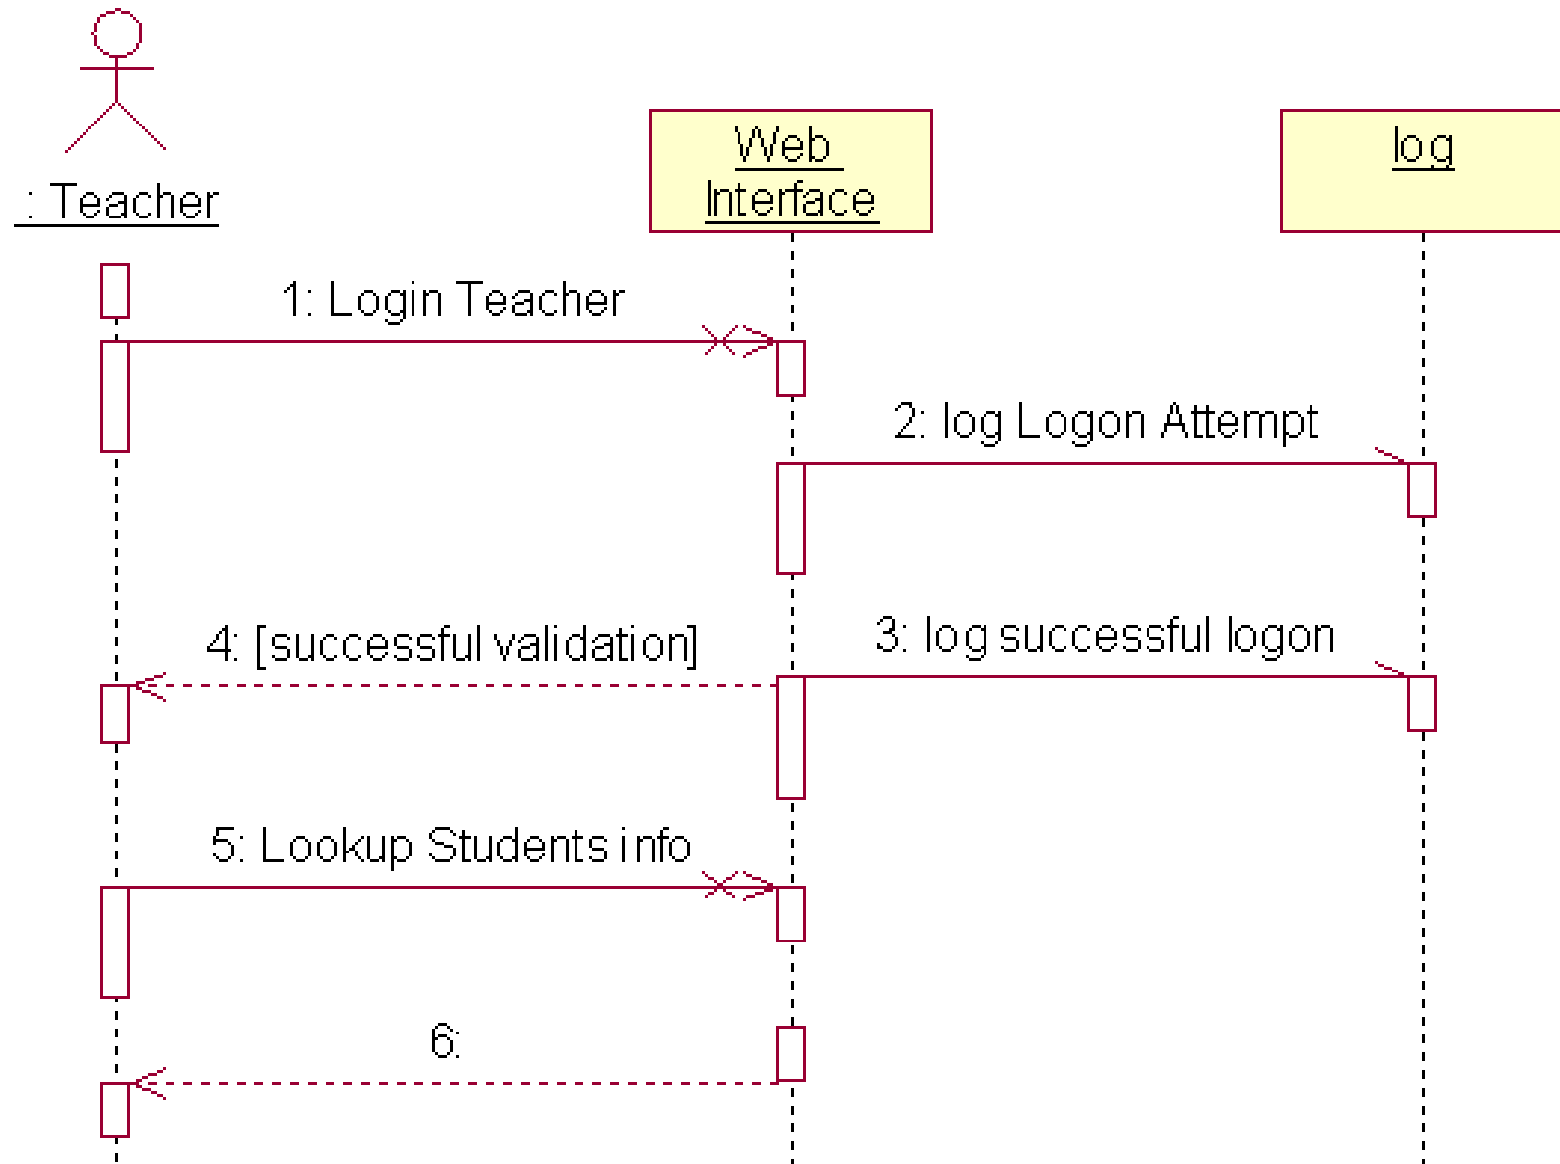 : Teacher
Web
Interface
log
1: Login Teacher
2: log Logon Attempt
3: log successful logon
4: [successful validation]
5: Lookup Students info
6: